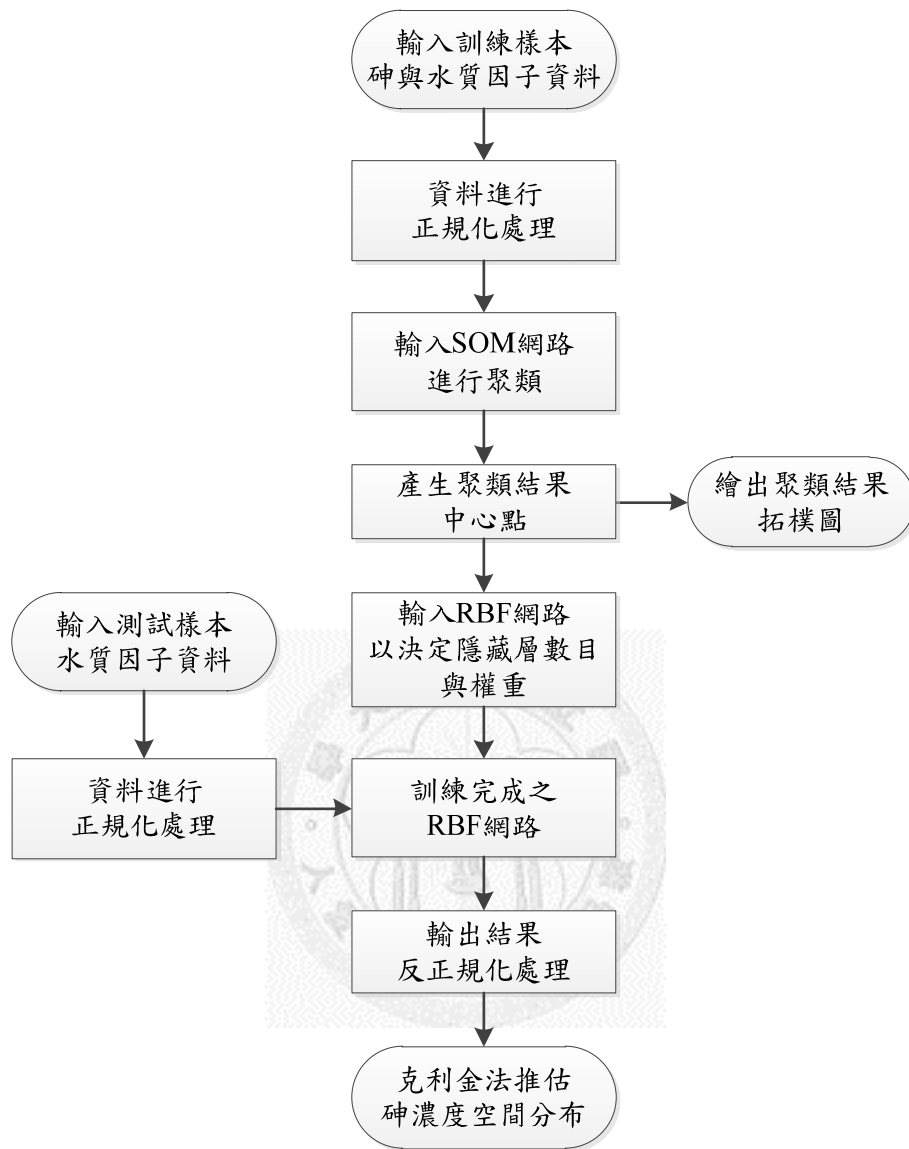 輸入訓練樣本
砷與水質因子資料
資料進行
正規化處理
輸入SOM網路
進行聚類
產生聚類結果
中心點
繪出聚類結果
拓樸圖
輸入RBF網路
以決定隱藏層數目
與權重
輸入測試樣本
水質因子資料
資料進行
正規化處理
訓練完成之
RBF網路
輸出結果
反正規化處理
克利金法推估
砷濃度空間分布